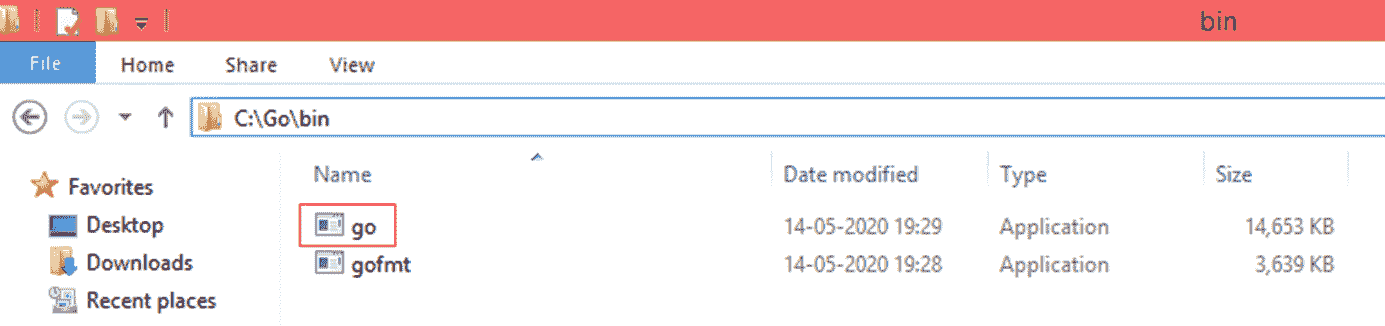 bin
File Home Share View
C:\Go\bin
Name Date modified Type Size
Favorites
Desktop
Downloads
Recent places
go 14-05-2020 19:29 Application 14,653 KB
gofmt 14-05-2020 19:28 Application 3,639 KB